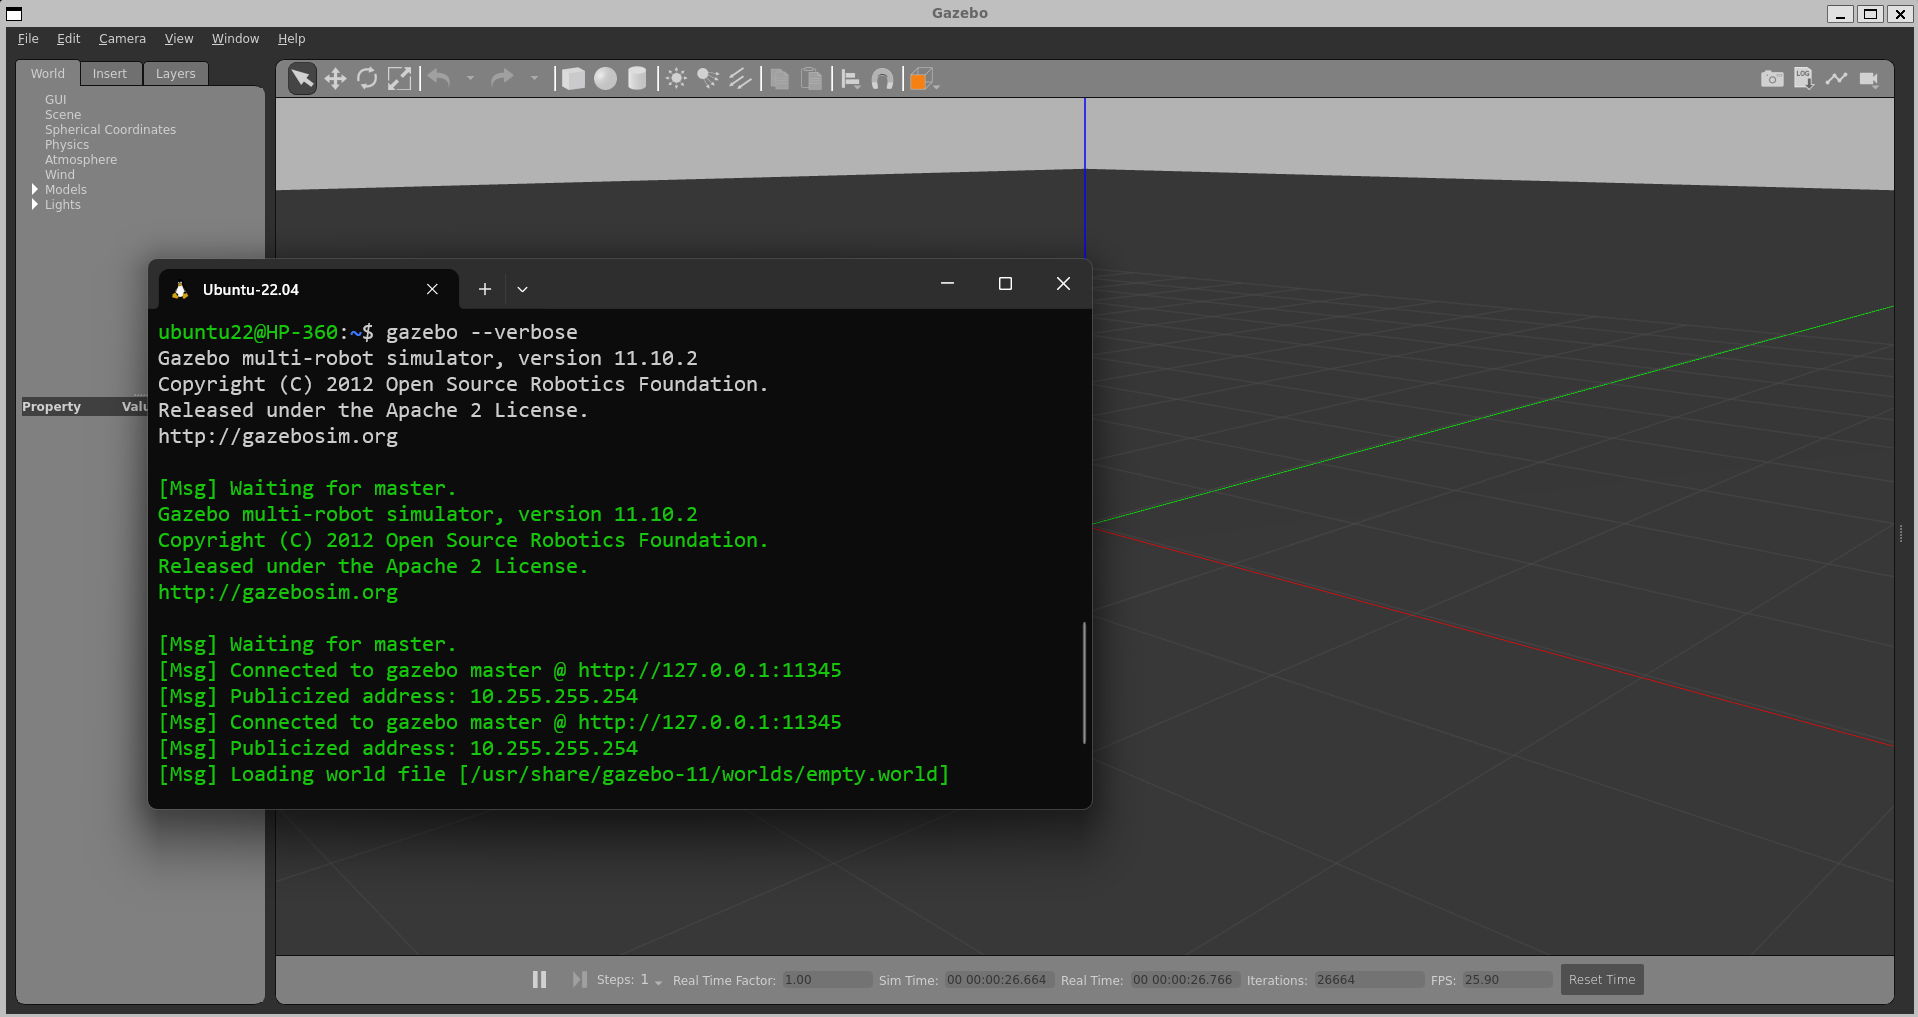 Gazebo
File Edit Camera View Window Help
World Insert Layers
GUI
Scene
Spherical Coordinates
Physics
Atmosphere
Wind
Models
Lights
LOG
Property
Ubuntu-22.04
ubuntu22@HP-360:~$ gazebo --verbose
Gazebo multi-robot simulator, version 11.10.2
Copyright (C) 2012 Open Source Robotics Foundation.
Released under the Apache 2 License.
http://gazebosim.org
[Msg] Waiting for master.
Gazebo multi-robot simulator, version 11.10.2
Copyright (C) 2012 Open Source Robotics Foundation.
Released under the Apache 2 License.
http://gazebosim.org
[Msg] Waiting for master.
[Msg] Connected to gazebo master @ http://127.0.0.1:11345
[Msg] Publicized address: 10.255.255.254
[Msg] Connected to gazebo master @ http://127.0.0.1:11345
[Msg] Publicized address: 10.255.255.254
[Msg] Loading world file [/usr/share/gazebo-11/worlds/empty.world]
Steps: 1 Real Time Factor: 1.00 Sim Time: 00 00:00:26.664 Real Time: 00 00:00:26.766 Iterations: 26664 FPS: 25.90 Reset Time